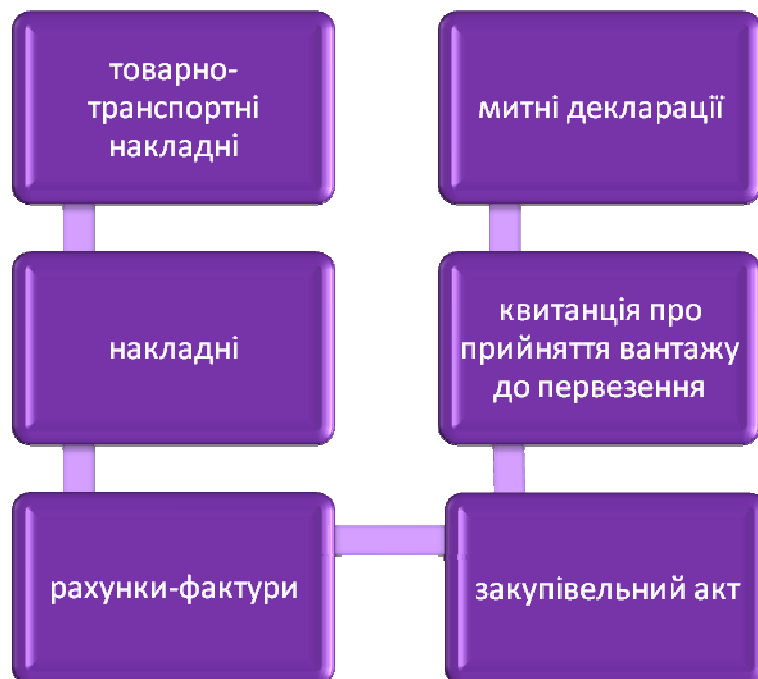 товарно-
транспортні
накладні
накладні
рахунки-фактури
закупівельний акт
квитанція про
прийняття вантажу
до первезення
митні декларації